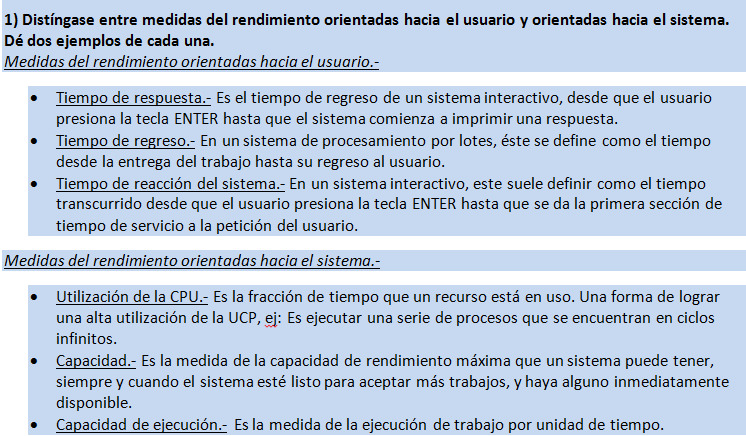 1) Distíngase entre medidas del rendimiento orientadas hacia el usuario y orientadas hacia el sistema.
Dé dos ejemplos de cada una.
Medidas del rendimiento orientadas hacia el usuario.-
• Tiempo de respuesta.- Es el tiempo de regreso de un sistema interactivo, desde que el usuario
presiona la tecla ENTER hasta que el sistema comienza a imprimir una respuesta.
• Tiempo de regreso.- En un sistema de procesamiento por lotes, éste se define como el tiempo
desde la entrega del trabajo hasta su regreso al usuario.
• Tiempo de reacción del sistema.- En un sistema interactivo, este suele definir como el tiempo
transcurrido desde que el usuario presiona la tecla ENTER hasta que se da la primera sección de
tiempo de servicio a la petición del usuario.
Medidas del rendimiento orientadas hacia el sistema.-
• Utilización de la CPU.- Es la fracción de tiempo que un recurso está en uso. Una forma de lograr
una alta utilización de la UCP, ej: Es ejecutar una serie de procesos que se encuentran en ciclos
infinitos.
• Capacidad.- Es la medida de la capacidad de rendimiento máxima que un sistema puede tener,
siempre y cuando el sistema esté listo para aceptar más trabajos, y haya alguno inmediatamente
disponible.
• Capacidad de ejecución.- Es la medida de la ejecución de trabajo por unidad de tiempo.